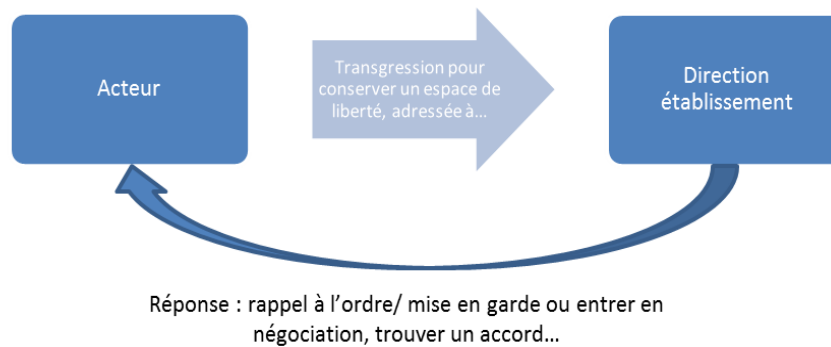 Acteur
Transgression pour
conserver un espace de
liberté, adressée à...
Direction
établissement
Réponse : rappel à l'ordre/ mise en garde ou entrer en
négociation, trouver un accord...